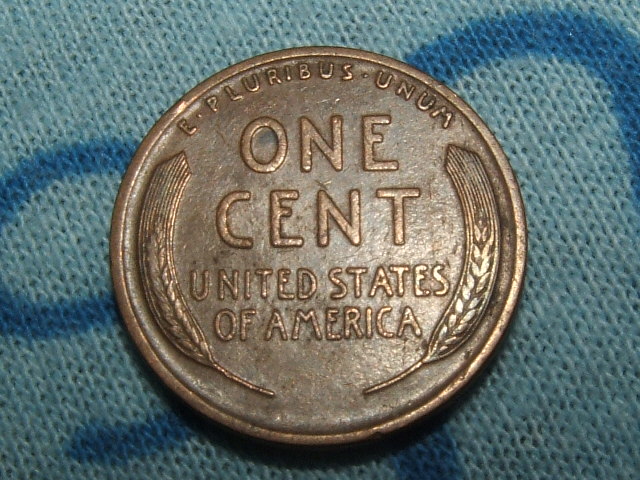 E·PLURIBUS·UNUM
ONE
CENT
UNITED STATES
OF AMERICA